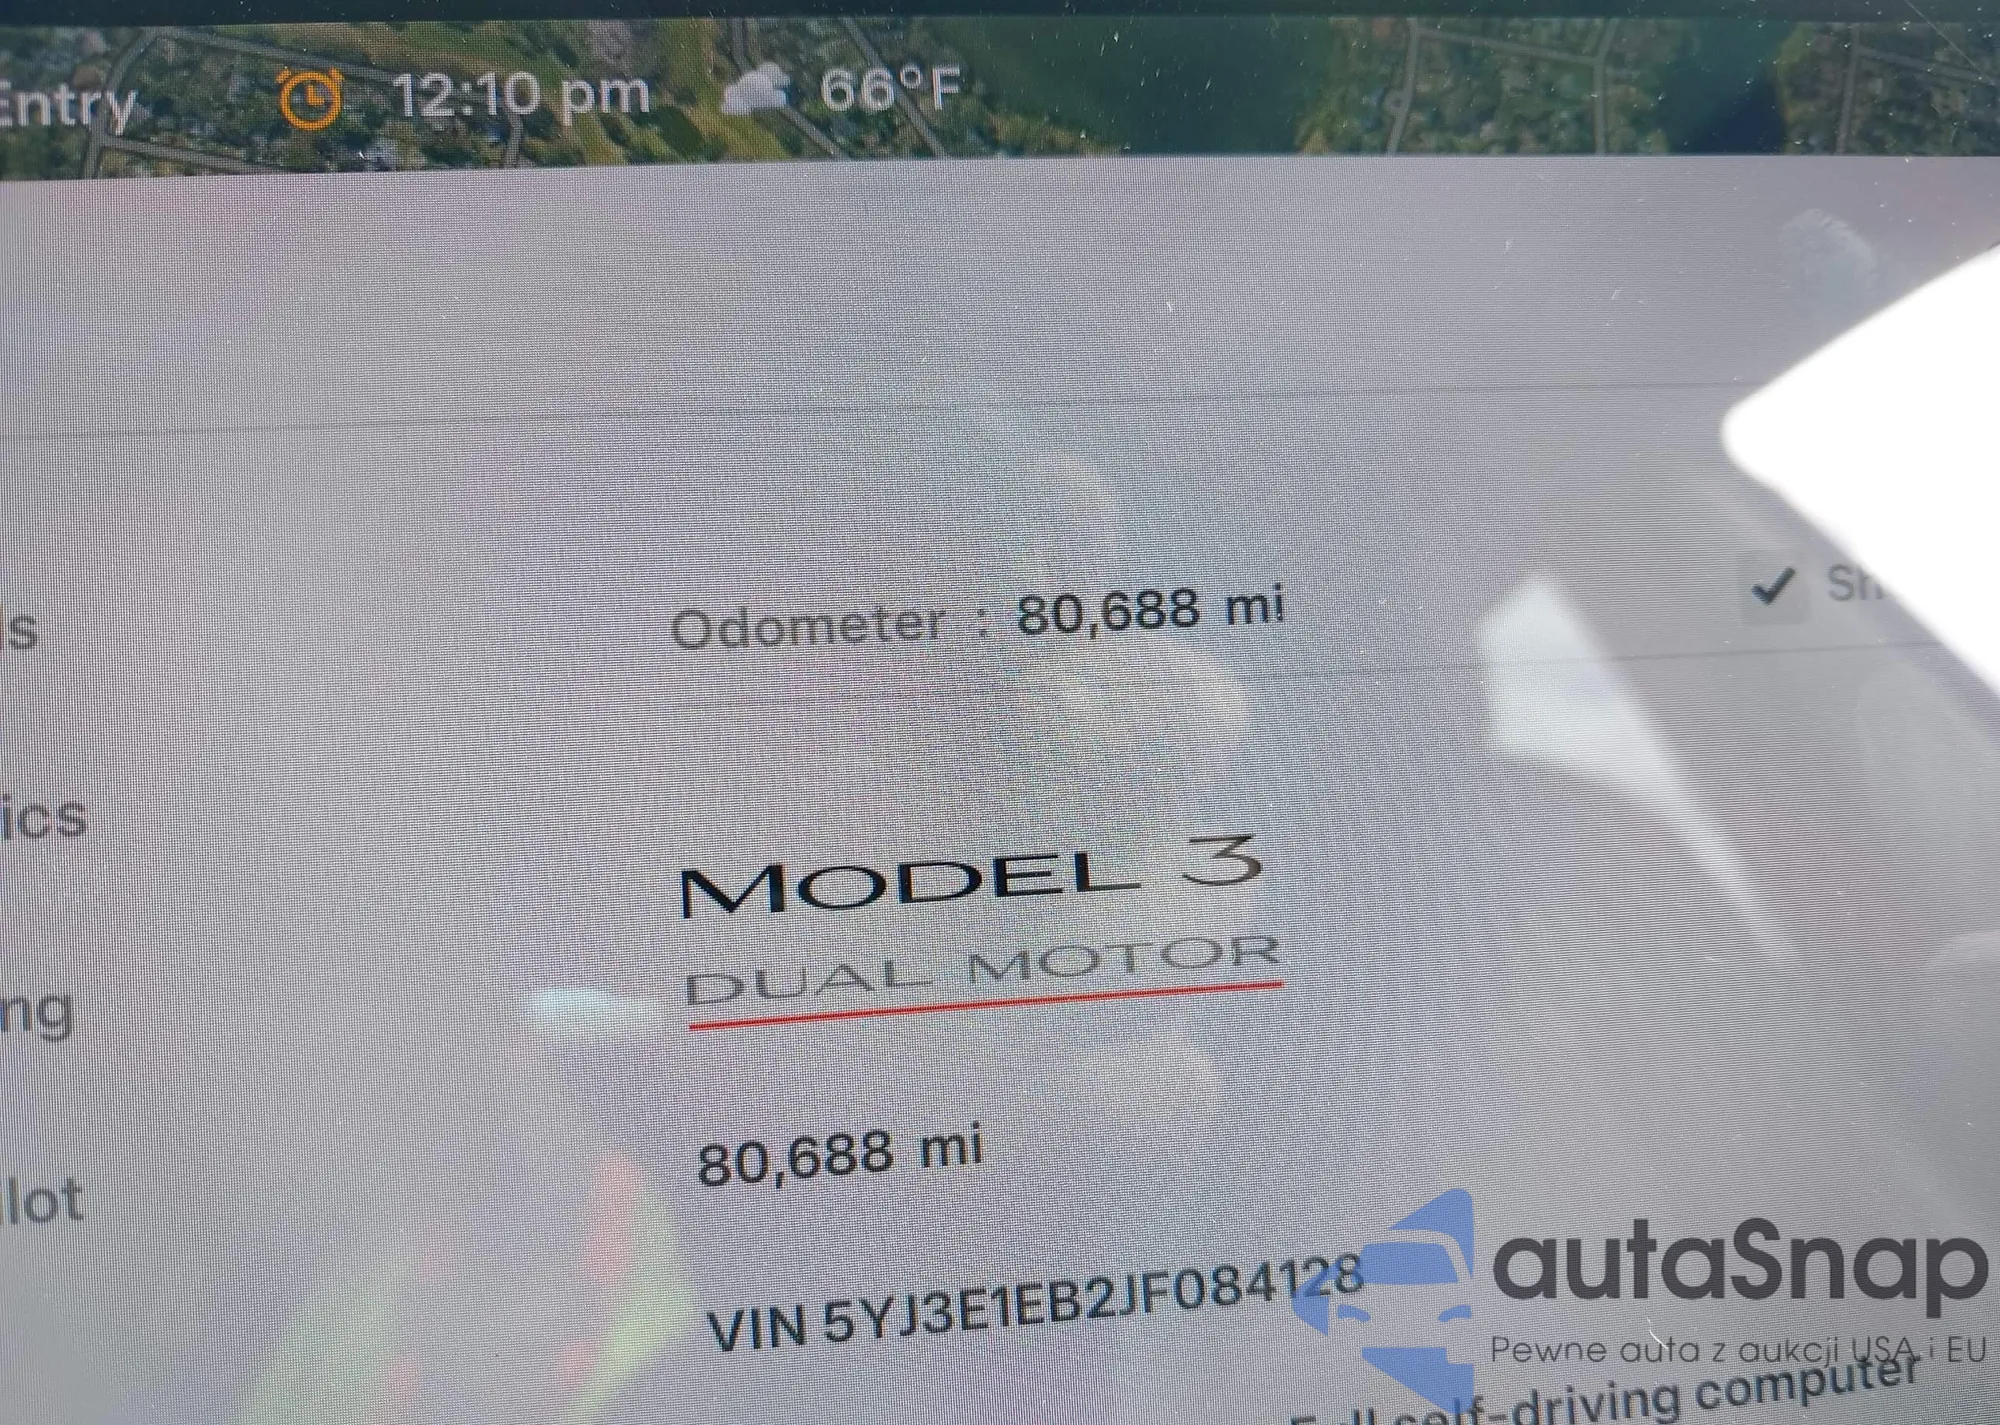 Entry 12:10 pm 66°F
Odometer : 80,688 mi
MODEL 3
DUAL MOTOR
80,688 mi
VIN 5YJ3E1EB2JF084128
autaSnap
Pewne auta z aukcji USA i EU
Full self-driving computer